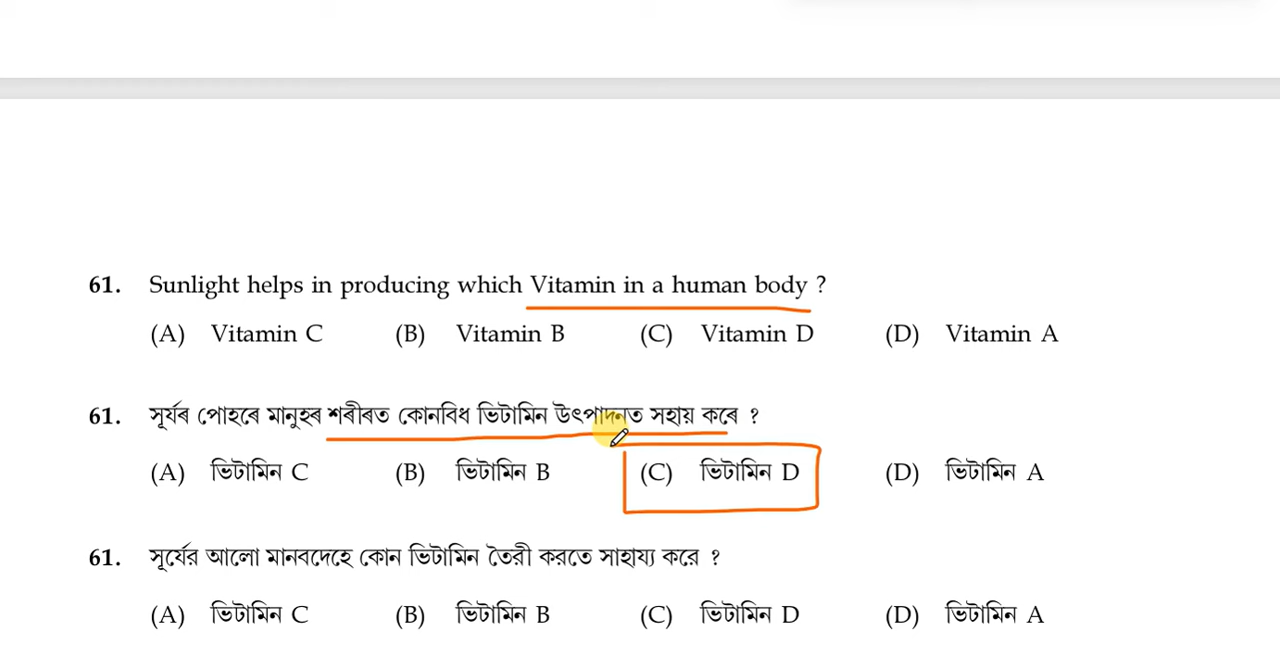 61. Sunlight helps in producing which Vitamin in a human body ?
(A) Vitamin C (B) Vitamin B (C) Vitamin D (D) Vitamin A
61. সূৰ্যৰ পোহৰে মানুহৰ শৰীৰত কোনবিধ ভিটামিন উৎপাদনত সহায় কৰে ?
(A) ভিটামিন C (B) ভিটামিন B (C) ভিটামিন D (D) ভিটামিন A
61. সূর্যের আলো মানবদেহে কোন ভিটামিন তৈরী করতে সাহায্য করে ?
(A) ভিটামিন C (B) ভিটামিন B (C) ভিটামিন D (D) ভিটামিন A